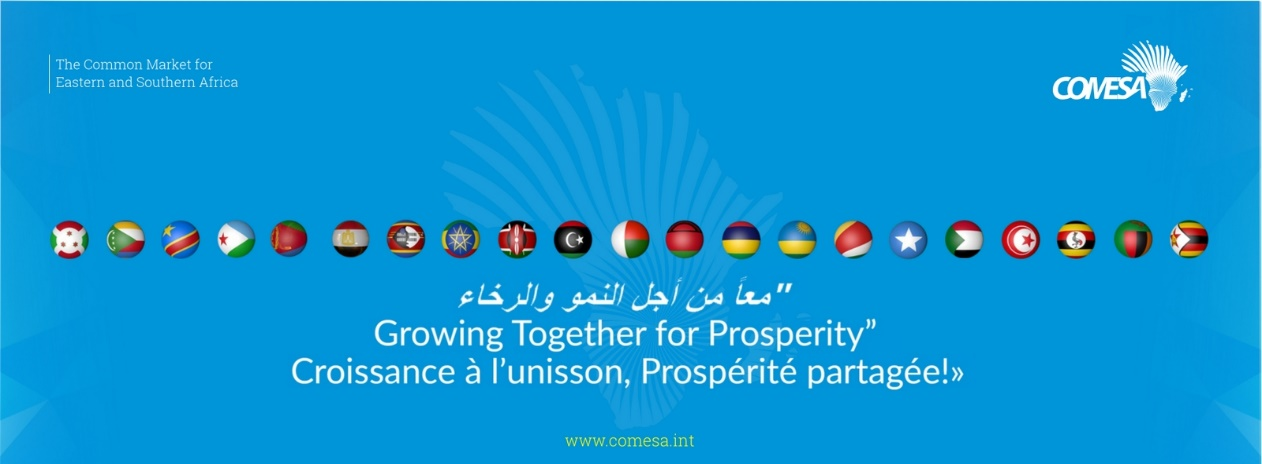 The Common Market for
Eastern and Southern Africa
COMESA
"معاً من أجل النمو والرخاء
Growing Together for Prosperity”
Croissance à l’unisson, Prospérité partagée!»
www.comesa.int